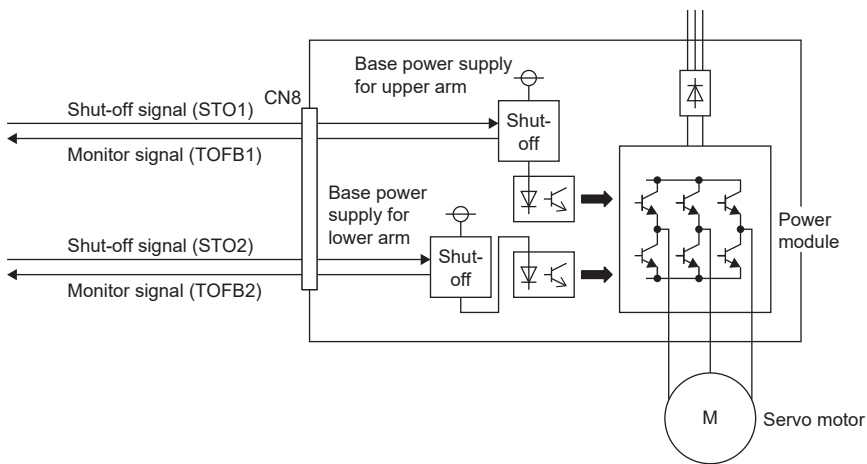 Base power supply
for upper arm
CN8
Shut-off signal (STO1)
Monitor signal (TOFB1)
Shut-
off
Base power
supply for
lower arm
Shut-off signal (STO2)
Monitor signal (TOFB2)
Shut-
off
Power
module
M
Servo motor